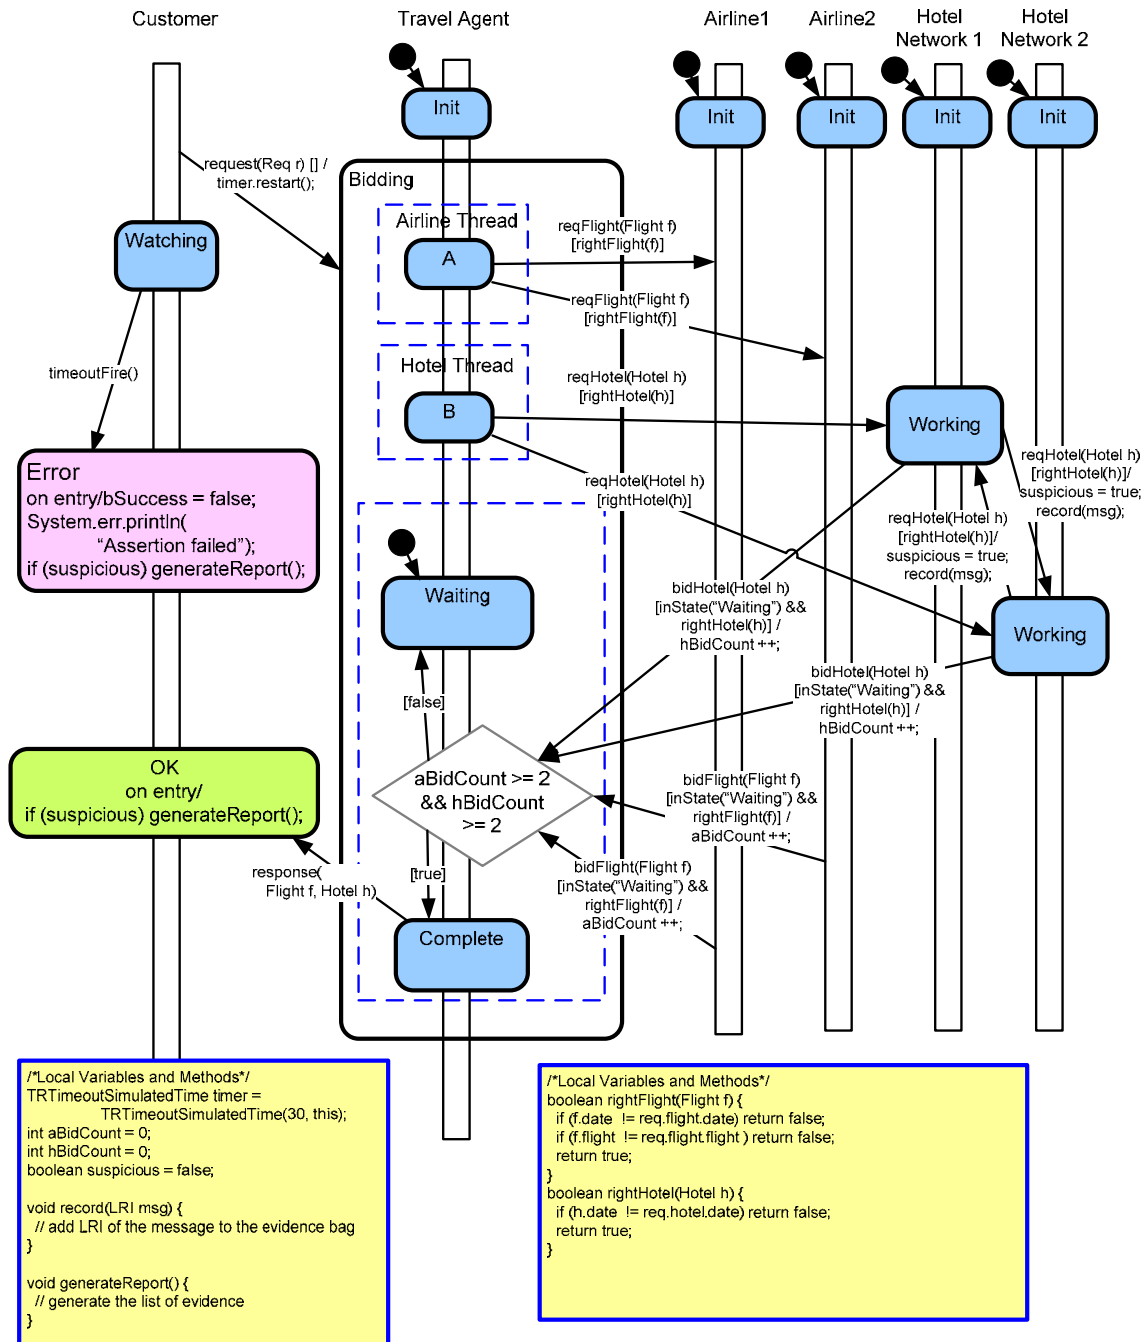 Customer
Travel Agent
Airline1
Airline2
Hotel
Network 1
Hotel
Network 2
Init
Init
Init
Init
Init
request(Req r) [] /
timer.restart();
Bidding
Airline Thread
A
Watching
reqFlight(Flight f)
[rightFlight(f)]
reqFlight(Flight f)
[rightFlight(f)]
timeoutFire()
Hotel Thread
B
reqHotel(Hotel h)
[rightHotel(h)]
Working
reqHotel(Hotel h)
[rightHotel(h)]/
suspicious = true;
record(msg);
Error
on entry/bSuccess = false;
System.err.println(
"Assertion failed");
if (suspicious) generateReport();
reqHotel(Hotel h)
[rightHotel(h)]
reqHotel(Hotel h)
[rightHotel(h)]/
suspicious = true;
record(msg);
Waiting
bidHotel(Hotel h)
[inState("Waiting") &&
rightHotel(h)] /
hBidCount ++;
Working
bidHotel(Hotel h)
[inState("Waiting") &&
rightHotel(h)] /
hBidCount ++;
[false]
OK
on entry/
if (suspicious) generateReport();
aBidCount >= 2
&& hBidCount
>= 2
bidFlight(Flight f)
[inState("Waiting") &&
rightFlight(f)] /
aBidCount ++;
response(
Flight f, Hotel h)
[true]
bidFlight(Flight f)
[inState("Waiting") &&
rightFlight(f)] /
aBidCount ++;
Complete
/*Local Variables and Methods*/
TRTimeoutSimulatedTime timer =
TRTimeoutSimulatedTime(30, this);
int aBidCount = 0;
int hBidCount = 0;
boolean suspicious = false;
void record(LRI msg) {
// add LRI of the message to the evidence bag
}
void generateReport() {
// generate the list of evidence
}
/*Local Variables and Methods*/
boolean rightFlight(Flight f) {
if (f.date != req.flight.date) return false;
if (f.flight != req.flight.flight ) return false;
return true;
}
boolean rightHotel(Hotel h) {
if (h.date != req.hotel.date) return false;
return true;
}